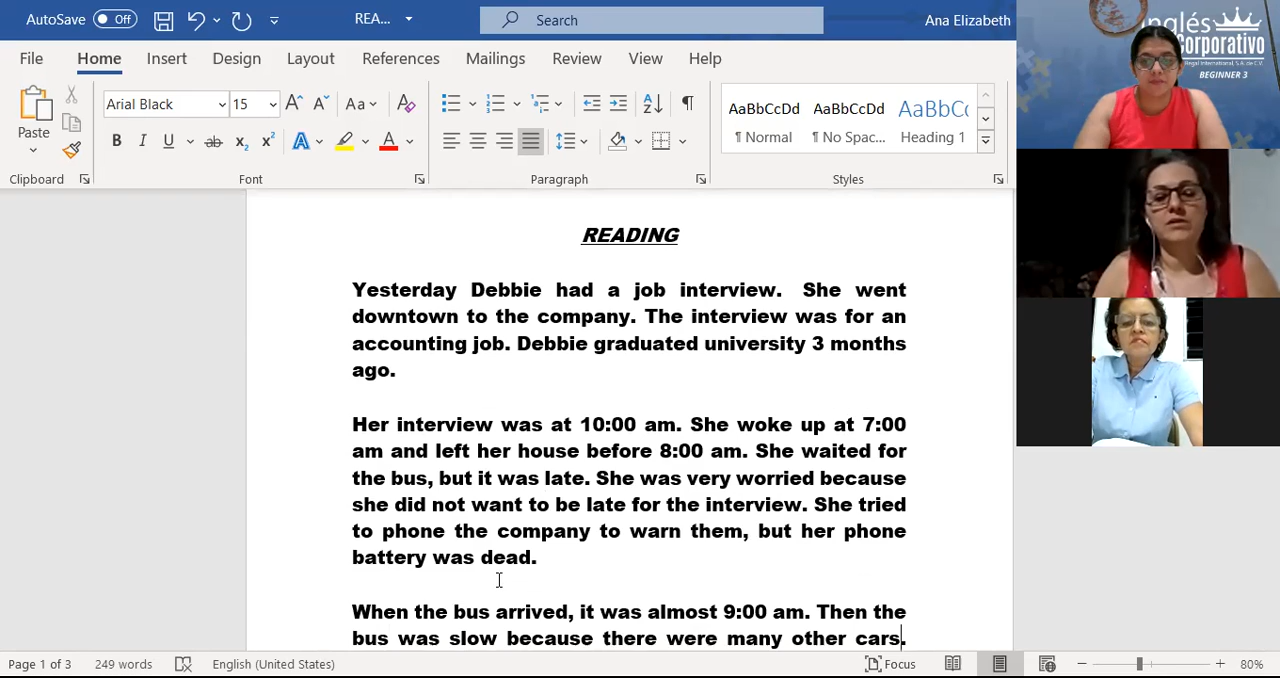 AutoSave Off READ... Search Ana Elizabeth
File Home Insert Design Layout References Mailings Review View Help
Paste Arial Black 15 Aa AaBbCcDd AaBbCcDd AaBbCc
¶ Normal ¶ No Spac... Heading 1
Clipboard Font Paragraph Styles
Inglés
Corporativo
Regal International, S.A. de C.V.
BEGINNER 3
READING
Yesterday Debbie had a job interview. She went
downtown to the company. The interview was for an
accounting job. Debbie graduated university 3 months
ago.
Her interview was at 10:00 am. She woke up at 7:00
am and left her house before 8:00 am. She waited for
the bus, but it was late. She was very worried because
she did not want to be late for the interview. She tried
to phone the company to warn them, but her phone
battery was dead.
When the bus arrived, it was almost 9:00 am. Then the
bus was slow because there were many other cars.
Page 1 of 3 249 words English (United States) Focus 80%